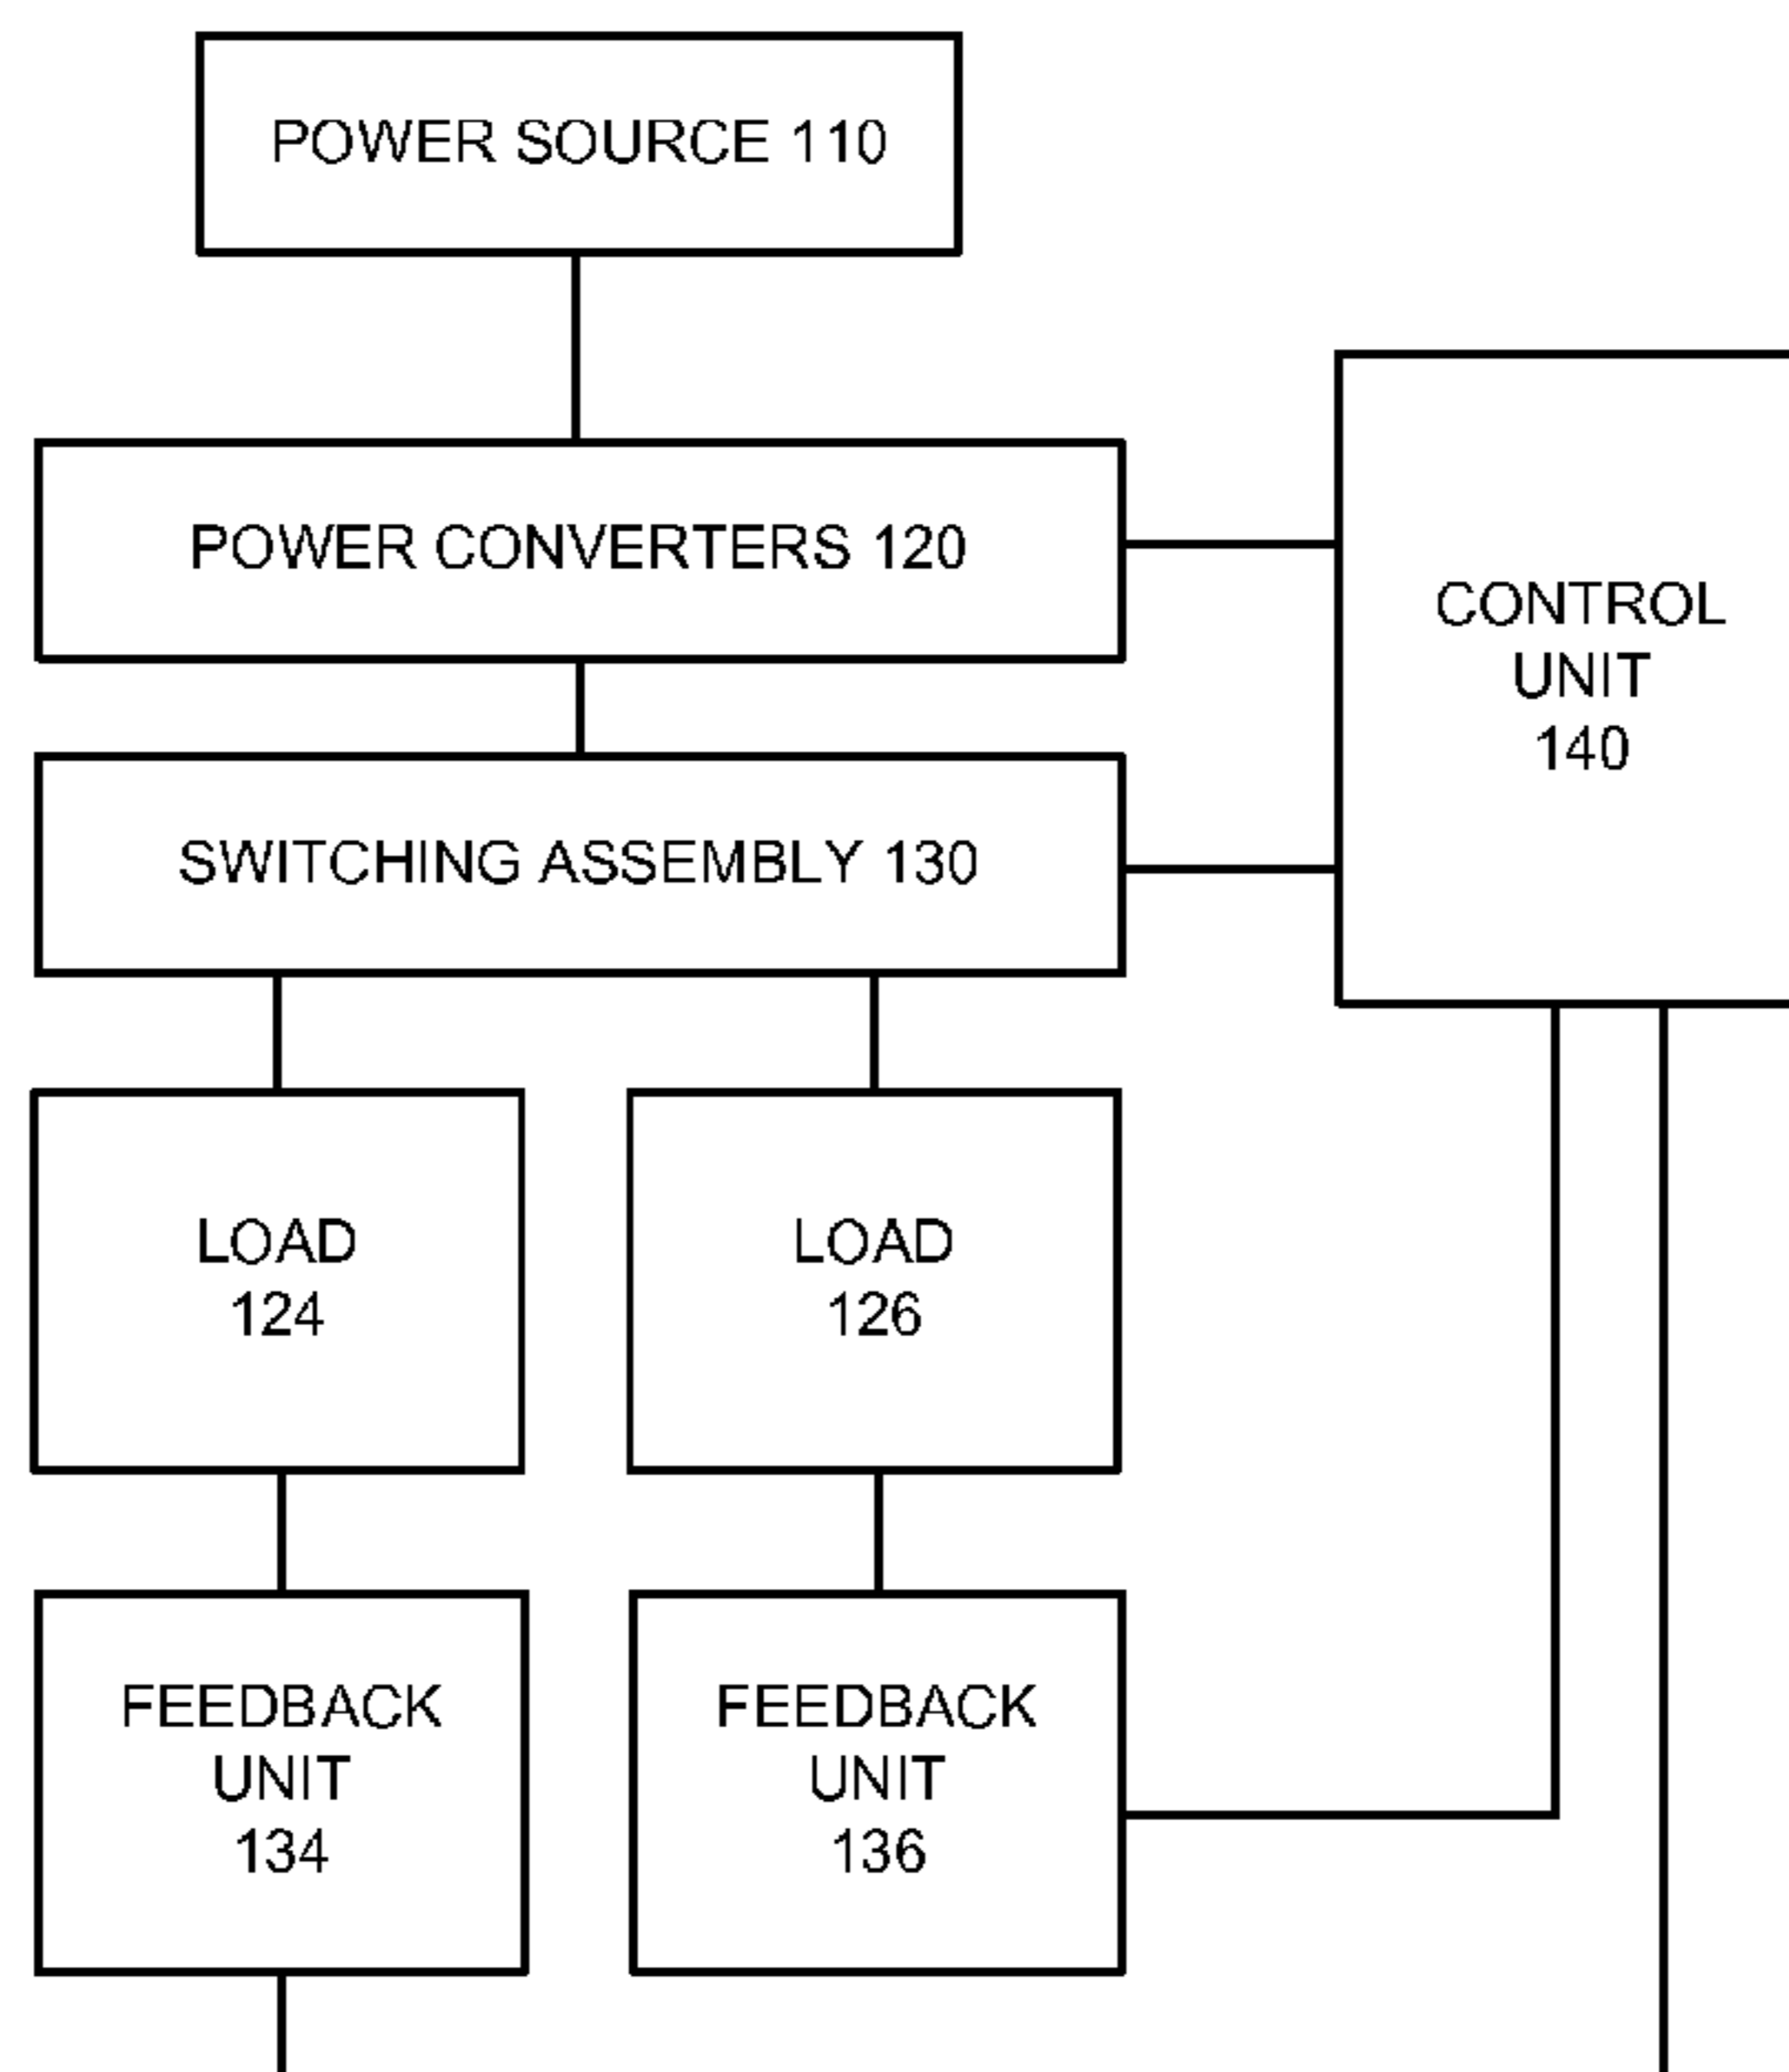 POWER SOURCE 110
POWER CONVERTERS 120
CONTROL
UNIT
140
SWITCHING ASSEMBLY 130
LOAD
124
LOAD
126
FEEDBACK
UNIT
134
FEEDBACK
UNIT
136